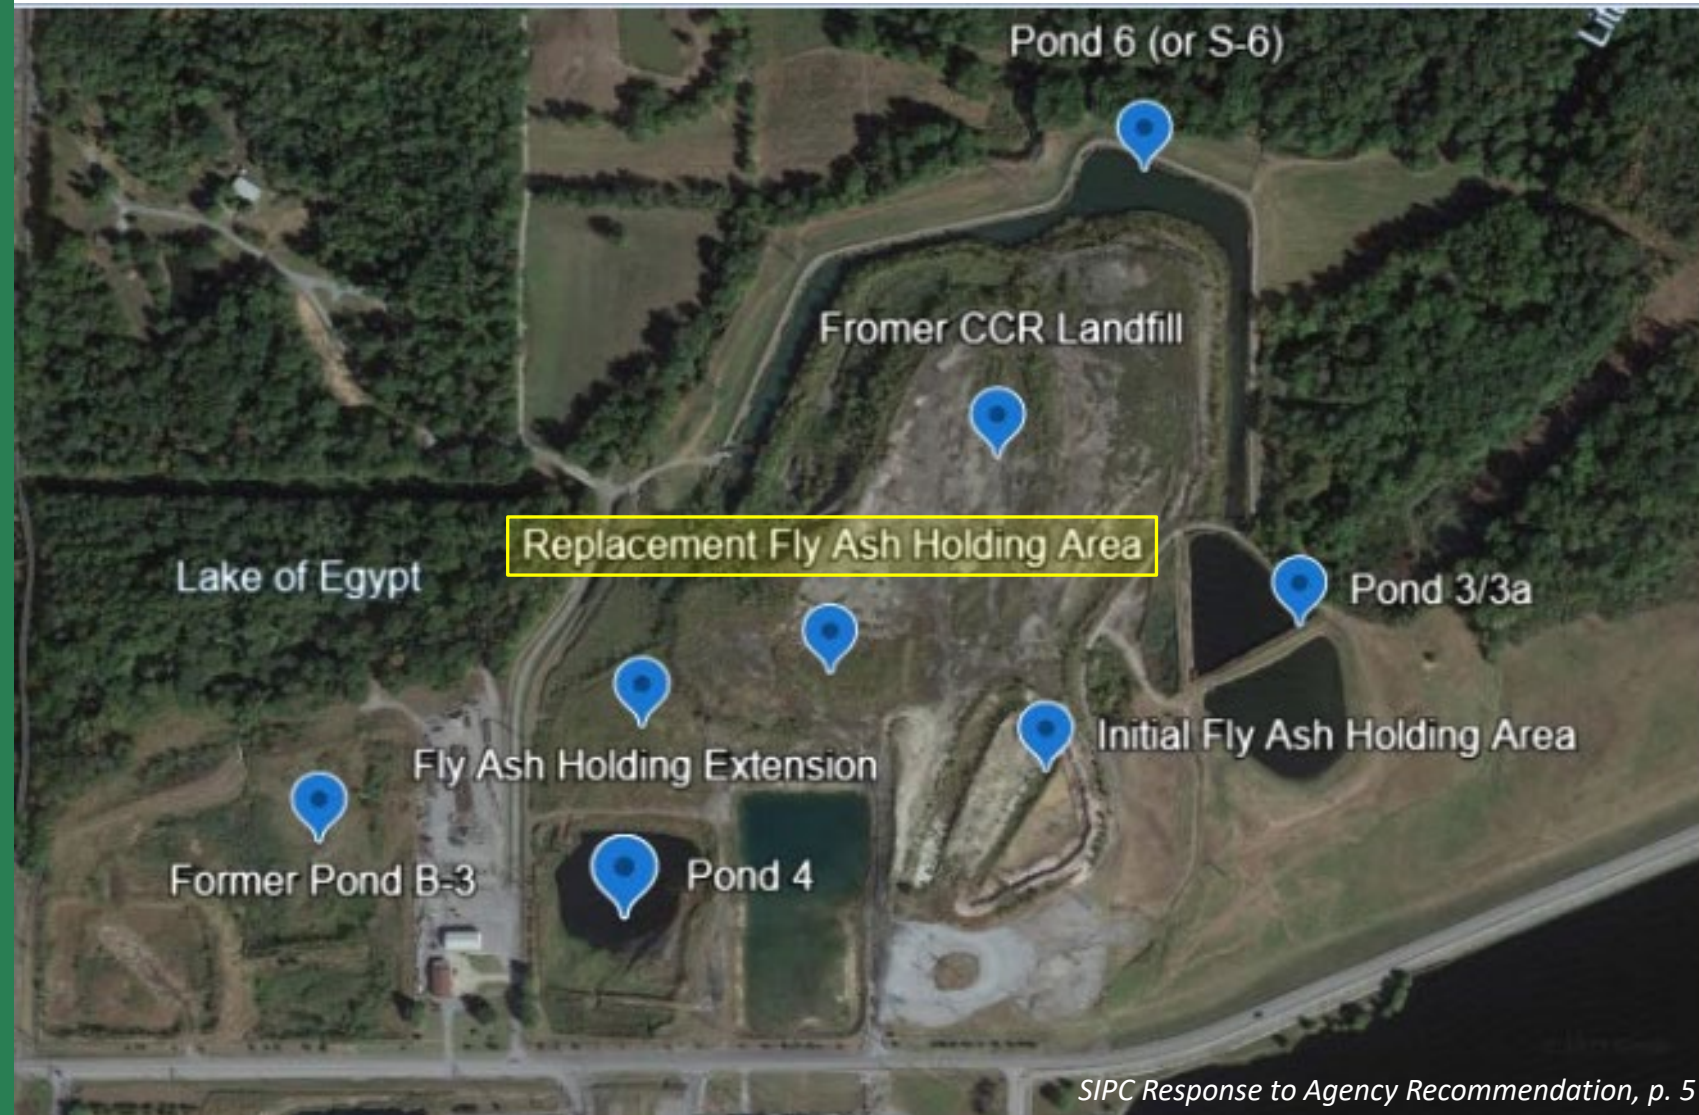 Pond 6 (or S-6)
Fromer CCR Landfill
Replacement Fly Ash Holding Area
Lake of Egypt
Pond 3/3a
Initial Fly Ash Holding Area
Fly Ash Holding Extension
Former Pond B-3
Pond 4
SIPC Response to Agency Recommendation, p. 5